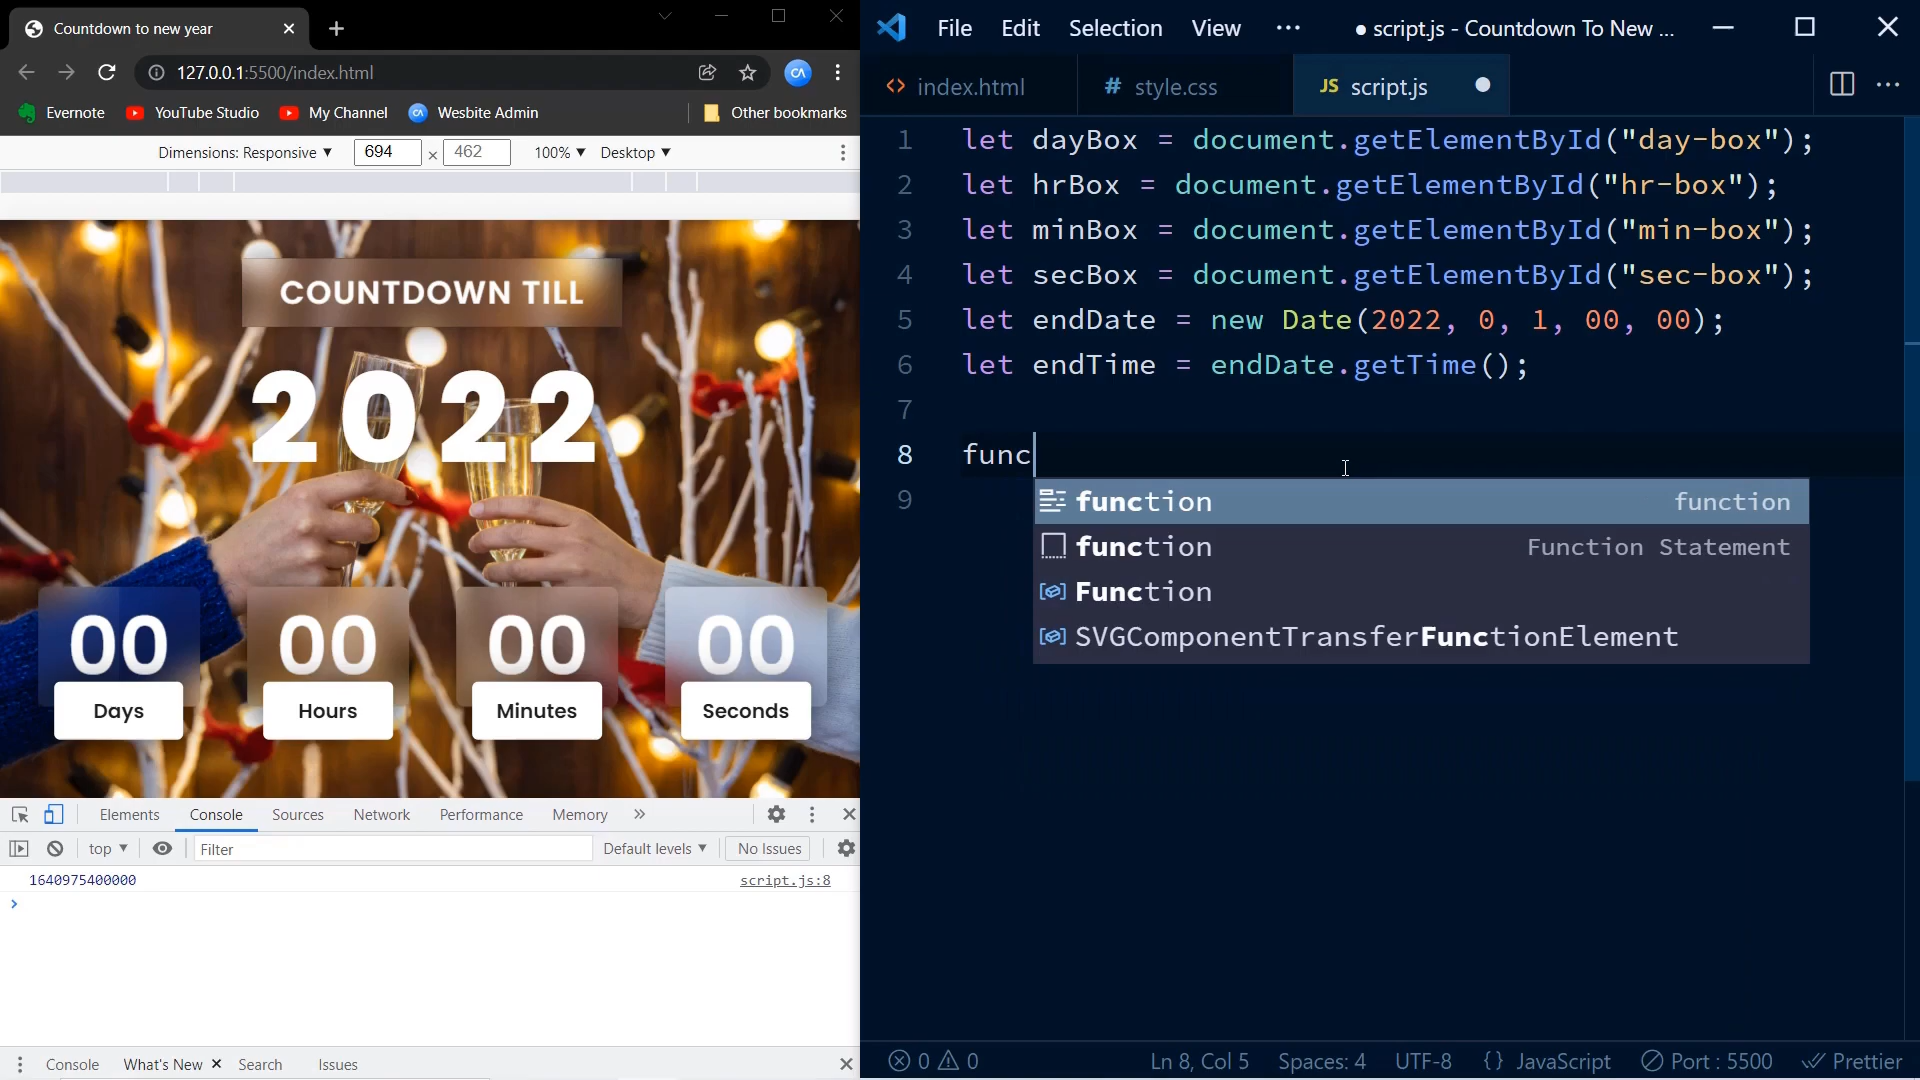 Countdown to new year
127.0.0.1:5500/index.html
Evernote YouTube Studio My Channel Wesbite Admin Other bookmarks
Dimensions: Responsive ▼ 694 × 462 100% ▼ Desktop ▼
COUNTDOWN TILL
2022
00 00 00 00
Days Hours Minutes Seconds
Elements Console Sources Network Performance Memory »
top ▼ Filter Default levels ▼ No Issues
1640975400000 script.js:8
Console What's New × Search Issues
File Edit Selection View ··· ● script.js - Countdown To New ...
index.html # style.css JS script.js
1 let dayBox = document.getElementById("day-box");
2 let hrBox = document.getElementById("hr-box");
3 let minBox = document.getElementById("min-box");
4 let secBox = document.getElementById("sec-box");
5 let endDate = new Date(2022, 0, 1, 00, 00);
6 let endTime = endDate.getTime();
7
8 func
9
function function
function Function Statement
Function
SVGComponentTransferFunctionElement
0 0 Ln 8, Col 5 Spaces: 4 UTF-8 {} JavaScript Port : 5500 Prettier